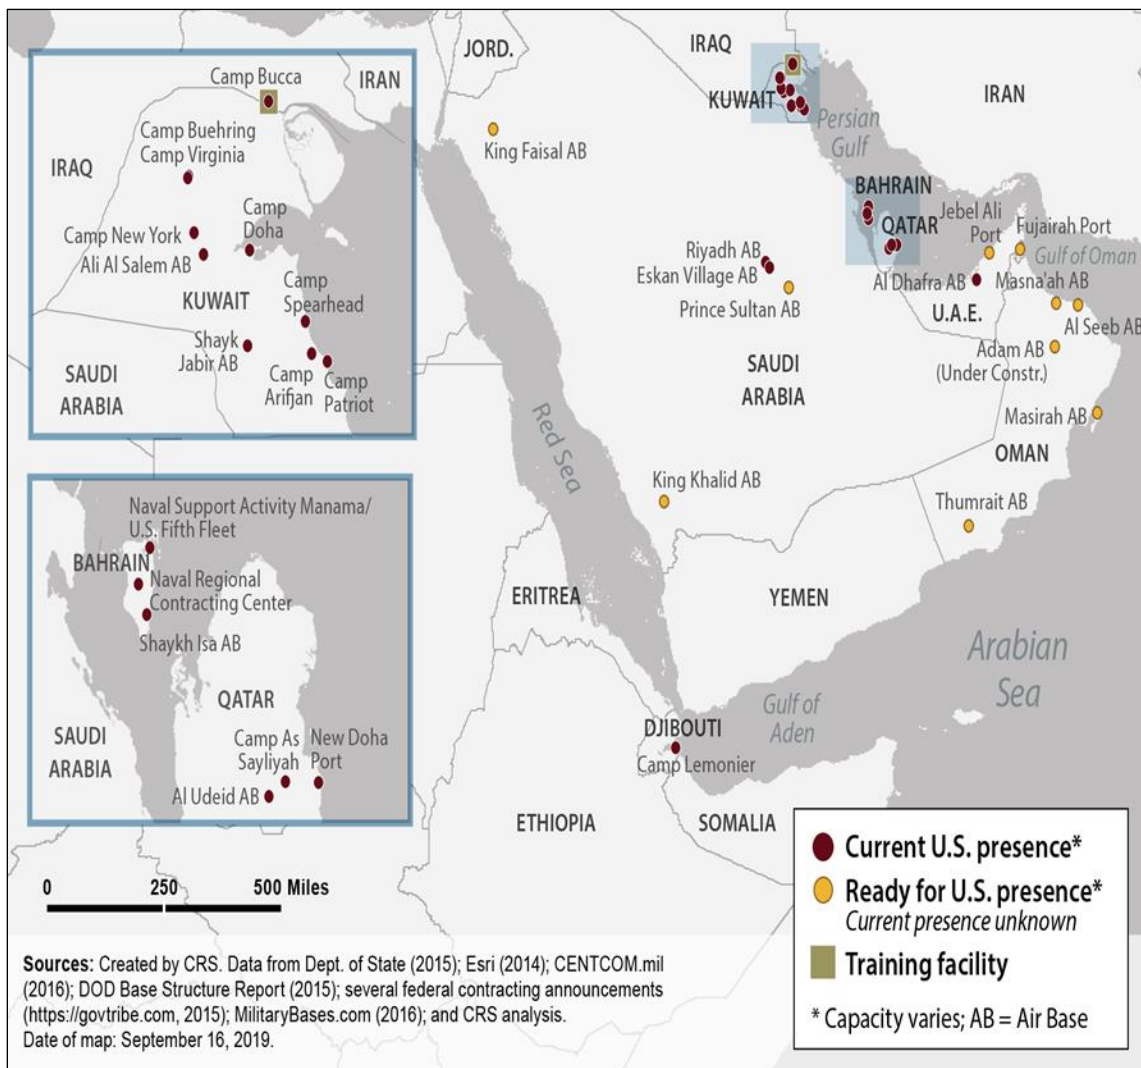 JORD.
IRAQ
KUWAIT
IRAN
Persian
Gulf
King Faisal AB
BAHRAIN
QATAR
Jebel Ali
Port
Fujairah Port
Gulf of Oman
Riyadh AB
Eskan Village AB
Prince Sultan AB
Al Dhafra AB
U.A.E.
Masna'ah AB
Al Seeb AB
Adam AB
(Under Constr.)
SAUDI
ARABIA
Masirah AB
OMAN
Red Sea
King Khalid AB
Thumrait AB
ERITREA
YEMEN
Arabian
Sea
DJIBOUTI
Camp Lemonier
Gulf of
Aden
ETHIOPIA
SOMALIA
Camp Bucca
IRAN
Camp Buehring
Camp Virginia
IRAQ
Camp New York
Ali Al Salem AB
Camp
Doha
KUWAIT
Camp
Spearhead
Shayk
Jabir AB
Camp
Arifjan
Camp
Patriot
SAUDI
ARABIA
Naval Support Activity Manama/
U.S. Fifth Fleet
BAHRAIN
Naval Regional
Contracting Center
Shaykh Isa AB
QATAR
SAUDI
ARABIA
Camp As
Sayliyah
New Doha
Port
Al Udeid AB
0 250 500 Miles
Current U.S. presence*
Ready for U.S. presence*
Current presence unknown
Training facility
* Capacity varies; AB = Air Base
Sources: Created by CRS. Data from Dept. of State (2015); Esri (2014); CENTCOM.mil
(2016); DOD Base Structure Report (2015); several federal contracting announcements
(https://govtribe.com, 2015); MilitaryBases.com (2016); and CRS analysis.
Date of map: September 16, 2019.